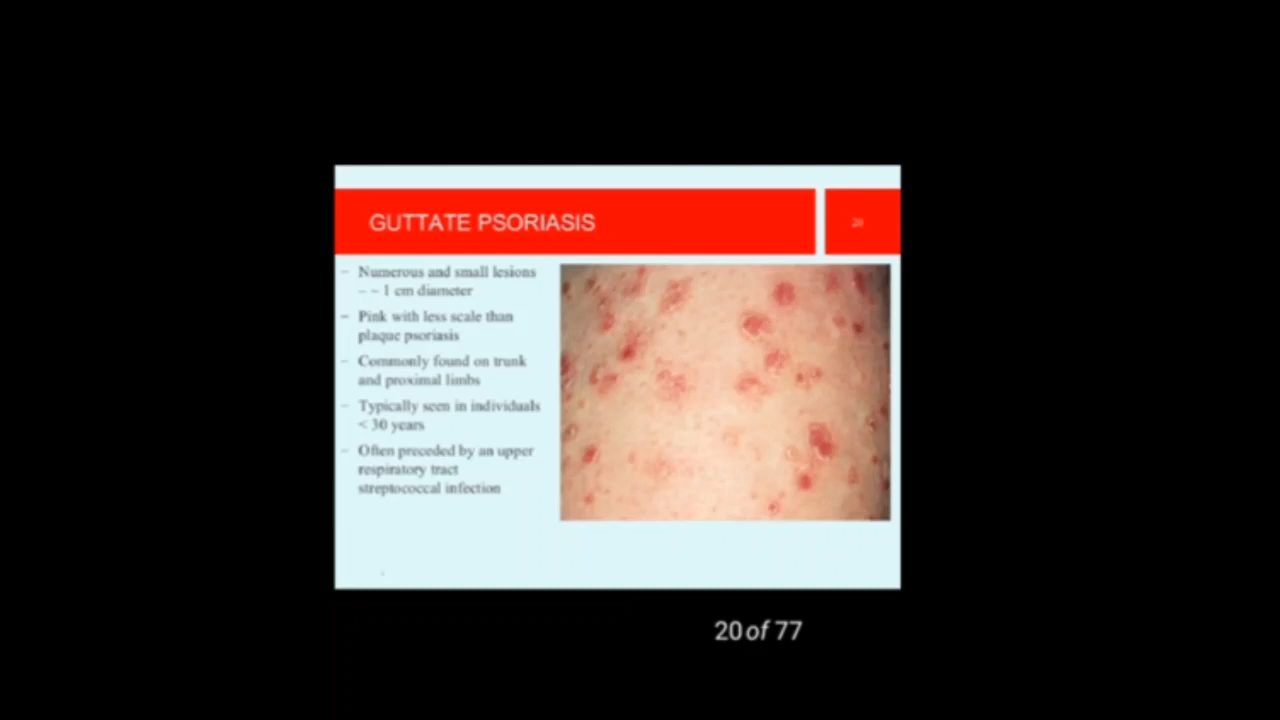 GUTTATE PSORIASIS
20
– Numerous and small lesions
– ~ 1 cm diameter
– Pink with less scale than
plaque psoriasis
– Commonly found on trunk
and proximal limbs
– Typically seen in individuals
< 30 years
– Often preceded by an upper
respiratory tract
streptococcal infection
20 of 77